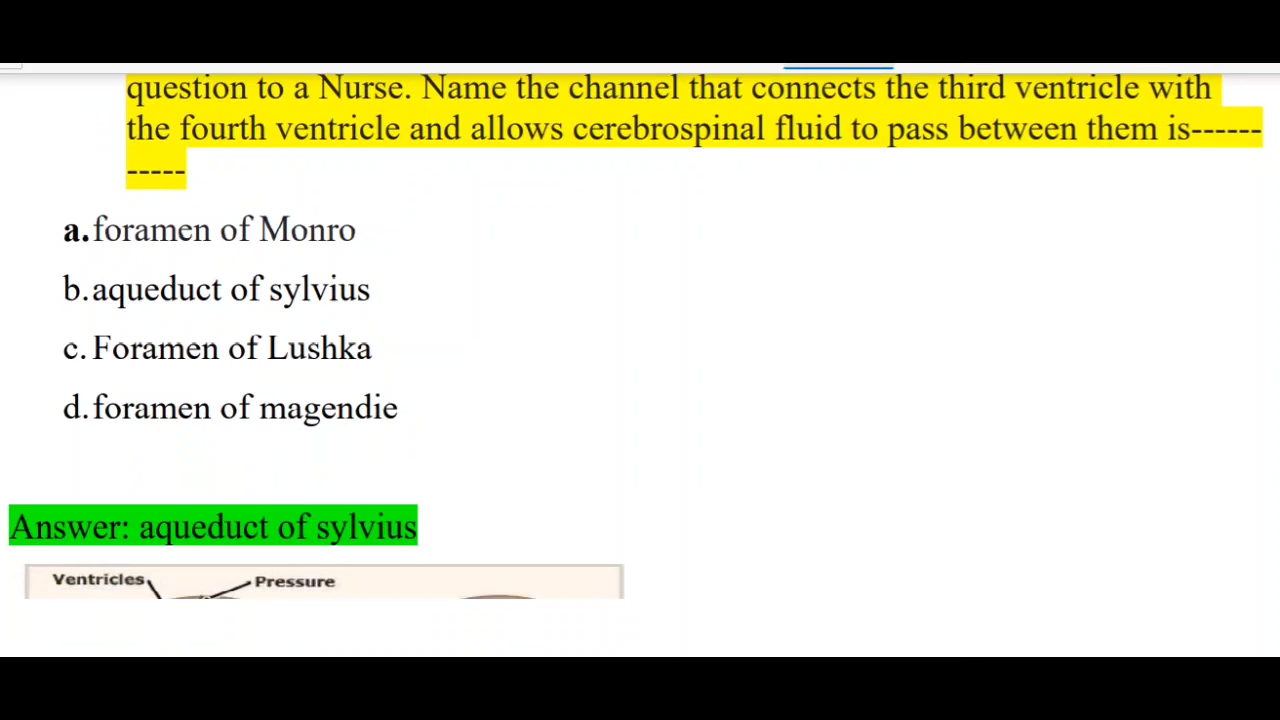 question to a Nurse. Name the channel that connects the third ventricle with
the fourth ventricle and allows cerebrospinal fluid to pass between them is------
-----
a. foramen of Monro
b. aqueduct of sylvius
c. Foramen of Lushka
d. foramen of magendie
Answer: aqueduct of sylvius
Ventricles Pressure